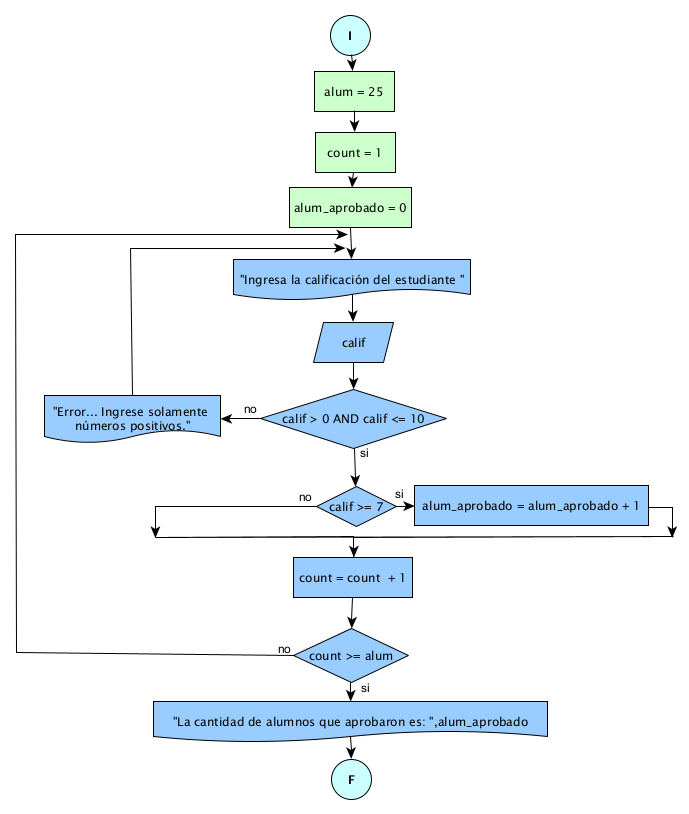 I
alum = 25
count = 1
alum_aprobado = 0
"Ingresa la calificación del estudiante "
calif
calif > 0 AND calif <= 10
no
"Error... Ingrese solamente
números positivos."
si
calif >= 7
no
si
alum_aprobado = alum_aprobado + 1
count = count + 1
count >= alum
no
si
"La cantidad de alumnos que aprobaron es: ",alum_aprobado
F